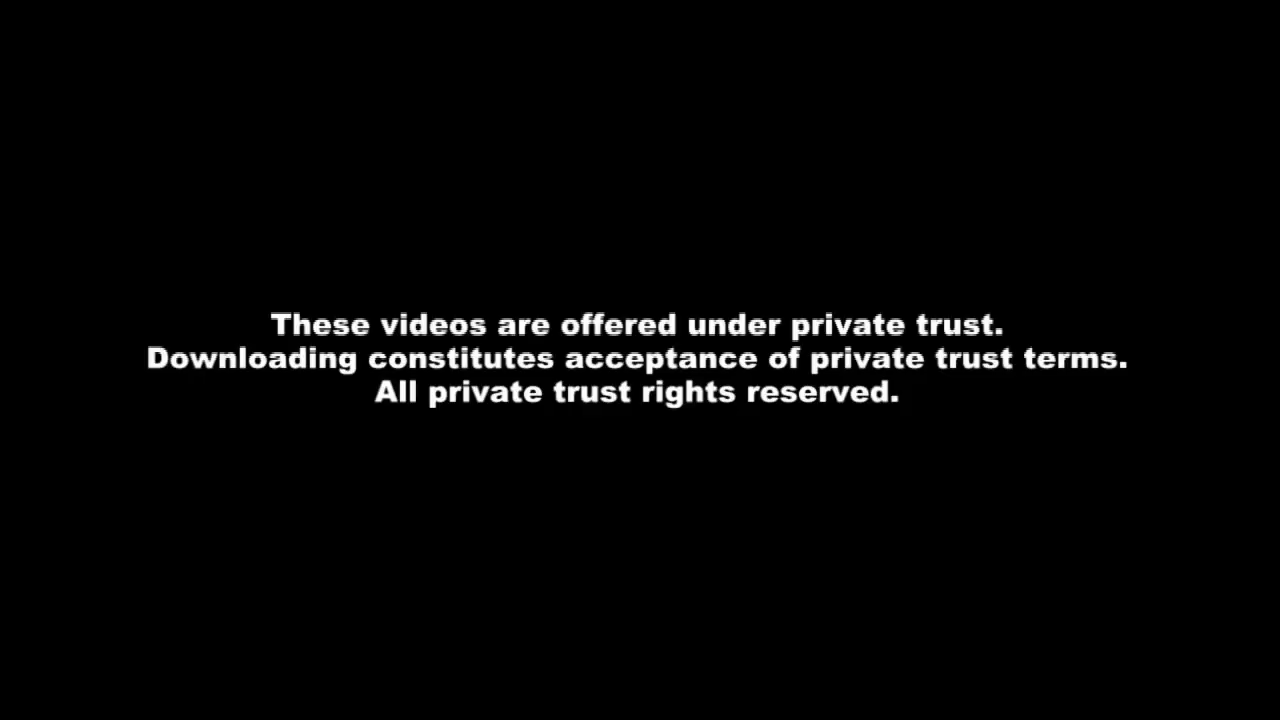 These videos are offered under private trust.
Downloading constitutes acceptance of private trust terms.
All private trust rights reserved.